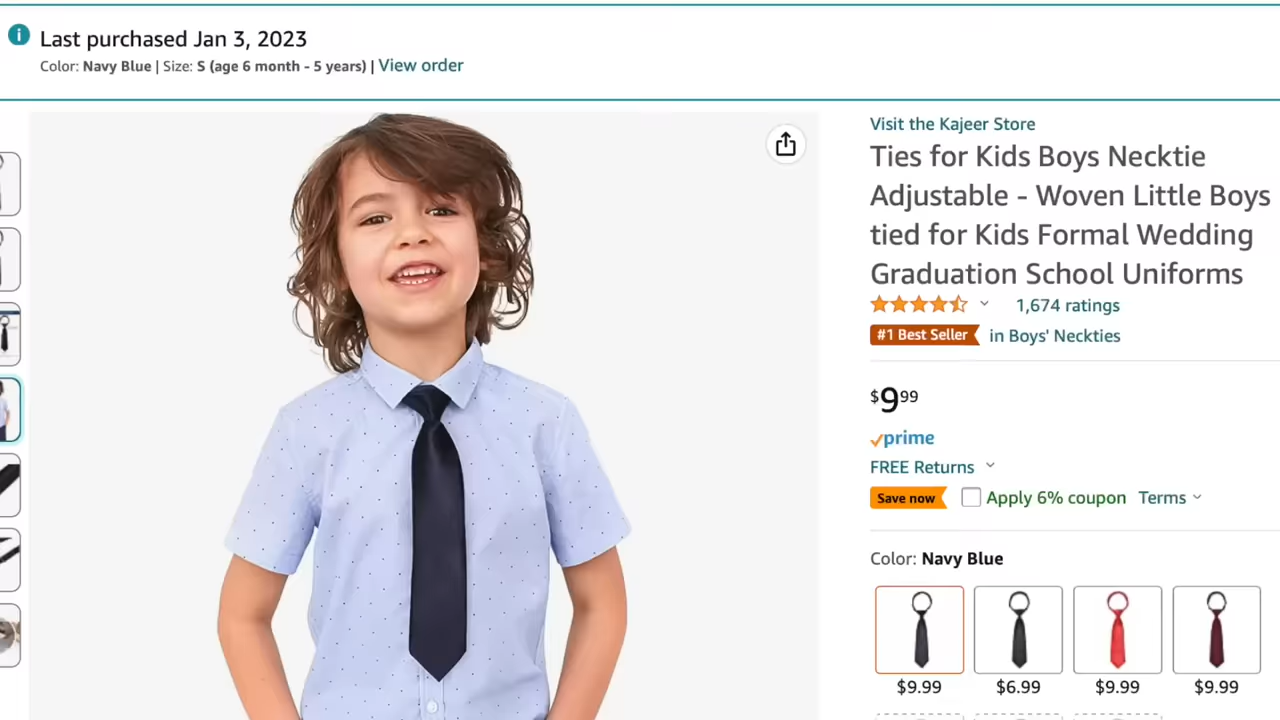 Last purchased Jan 3, 2023
Color: Navy Blue | Size: S (age 6 month - 5 years) | View order
Visit the Kajeer Store
Ties for Kids Boys Necktie
Adjustable - Woven Little Boys
tied for Kids Formal Wedding
Graduation School Uniforms
1,674 ratings
#1 Best Seller in Boys' Neckties
$9.99
prime
FREE Returns
Save now Apply 6% coupon Terms
Color: Navy Blue
$9.99 $6.99 $9.99 $9.99